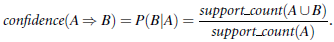 confidence(A ⇒ B) = P(B|A) = support_count(A ∪ B) / support_count(A).